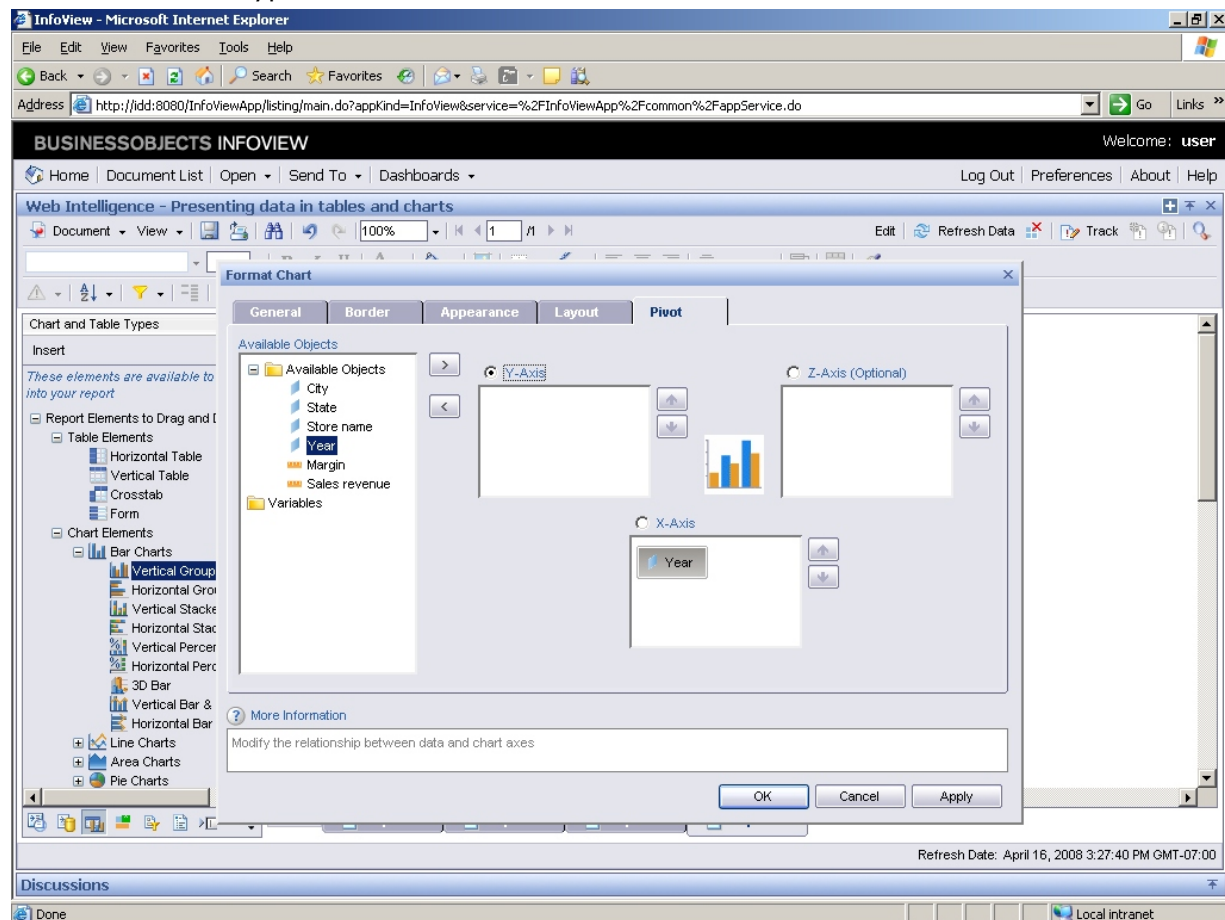 InfoView - Microsoft Internet Explorer
File Edit View Favorites Tools Help
Back Search Favorites
Address http://idd:8080/InfoViewApp/listing/main.do?appKind=InfoView&service=%2FInfoViewApp%2Fcommon%2FappService.do Go Links »
BUSINESSOBJECTS INFOVIEW Welcome: user
Home Document List Open Send To Dashboards Log Out Preferences About Help
Web Intelligence - Presenting data in tables and charts
Document View 100% 1 /1 Edit Refresh Data Track
Format Chart
General Border Appearance Layout Pivot
Chart and Table Types
Insert
These elements are available to
into your report
Report Elements to Drag and
Table Elements
Horizontal Table
Vertical Table
Crosstab
Form
Chart Elements
Bar Charts
Vertical Group
Horizontal Gro
Vertical Stacke
Horizontal Stac
Vertical Percer
Horizontal Perc
3D Bar
Vertical Bar &
Horizontal Bar
Line Charts
Area Charts
Pie Charts
Available Objects
Available Objects
City
State
Store name
Year
Margin
Sales revenue
Variables
>
<
Y-Axis
Z-Axis (Optional)
X-Axis
Year
More Information
Modify the relationship between data and chart axes
OK Cancel Apply
Refresh Date: April 16, 2008 3:27:40 PM GMT-07:00
Discussions
Done Local intranet